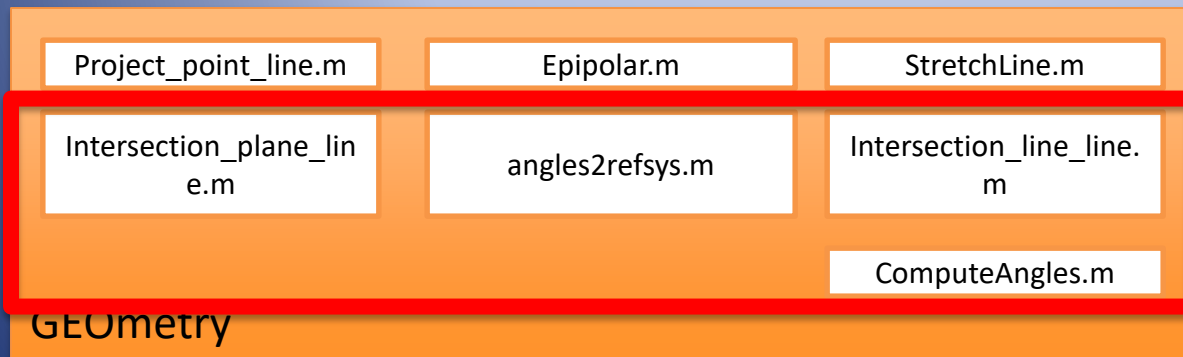 Project_point_line.m
Epipolar.m
StretchLine.m
Intersection_plane_lin
e.m
angles2refsys.m
Intersection_line_line.
m
ComputeAngles.m
GEOmetry